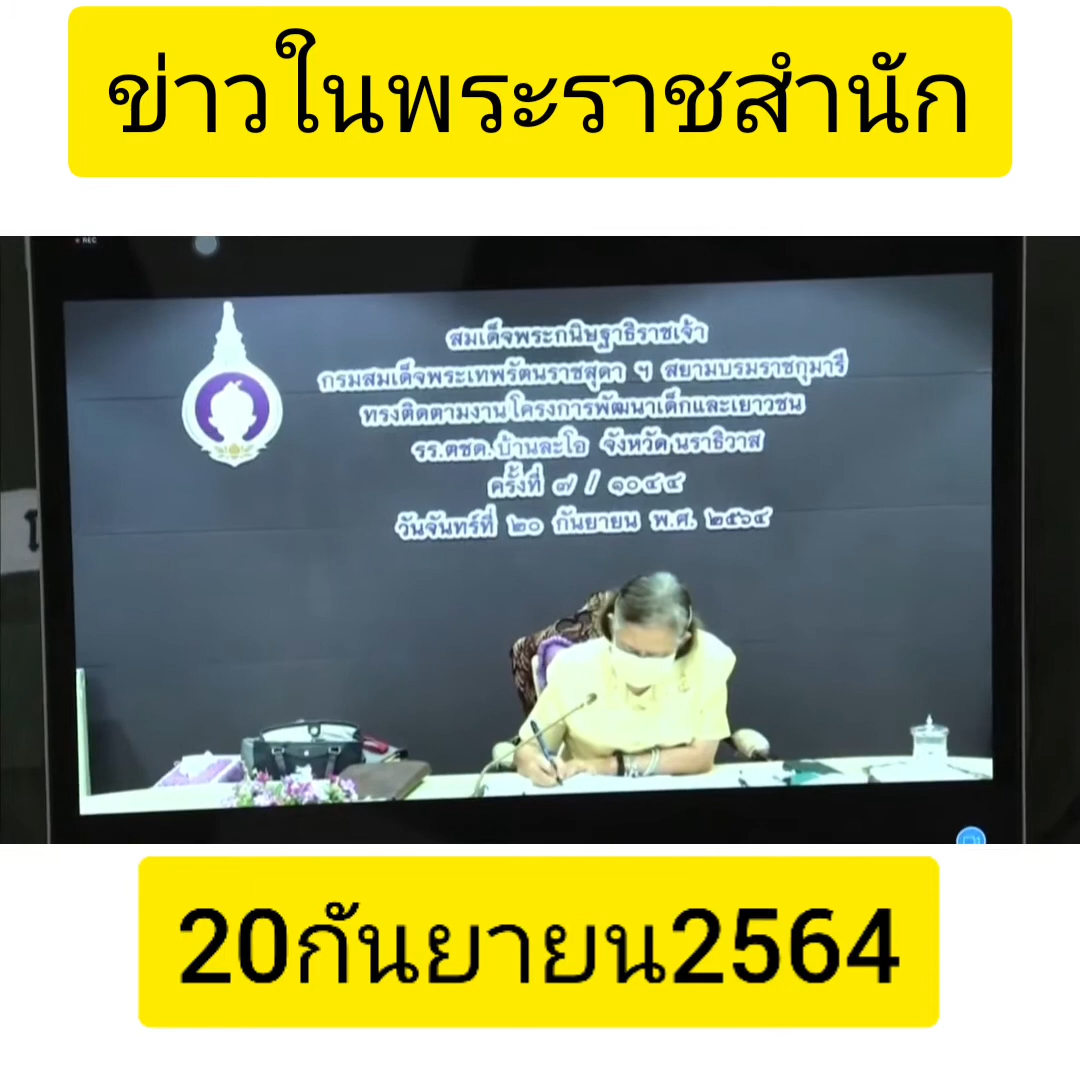 ข่าวในพระราชสำนัก
REC
สมเด็จพระกนิษฐาธิราชเจ้า
กรมสมเด็จพระเทพรัตนราชสุดา ฯ สยามบรมราชกุมารี
ทรงติดตามงานโครงการพัฒนาเด็กและเยาวชน
รร.ตชด.บ้านละโอ จังหวัดนราธิวาส
ครั้งที่ ๗ / ๑๐๔๔
วันจันทร์ที่ ๒๐ กันยายน พ.ศ. ๒๕๖๔
20กันยายน2564